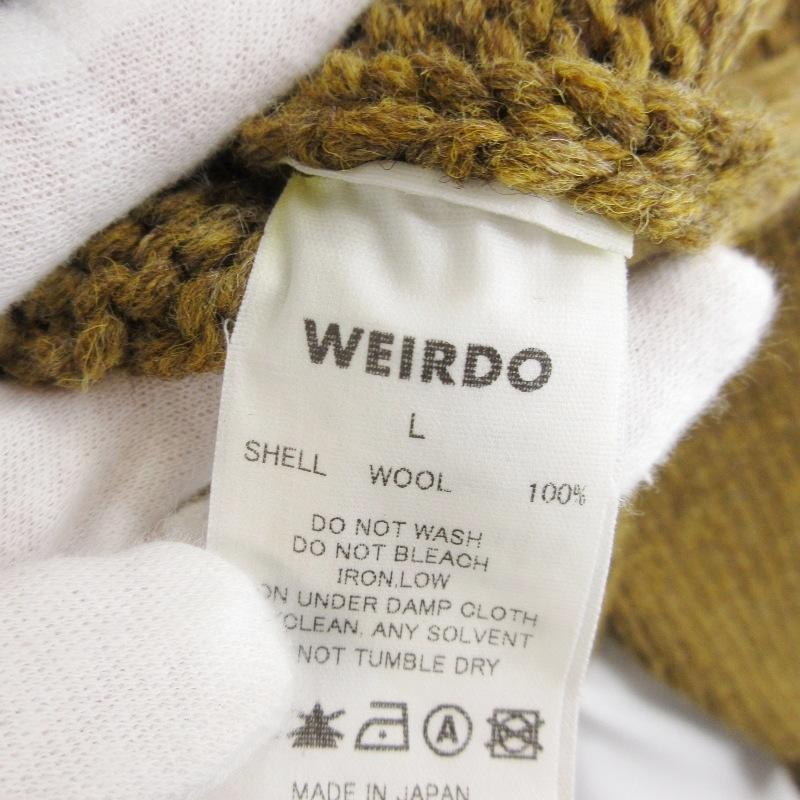 WEIRDO
L
SHELL WOOL 100%
DO NOT WASH
DO NOT BLEACH
IRON,LOW
ON UNDER DAMP CLOTH
CLEAN, ANY SOLVENT
NOT TUMBLE DRY
A
MADE IN JAPAN